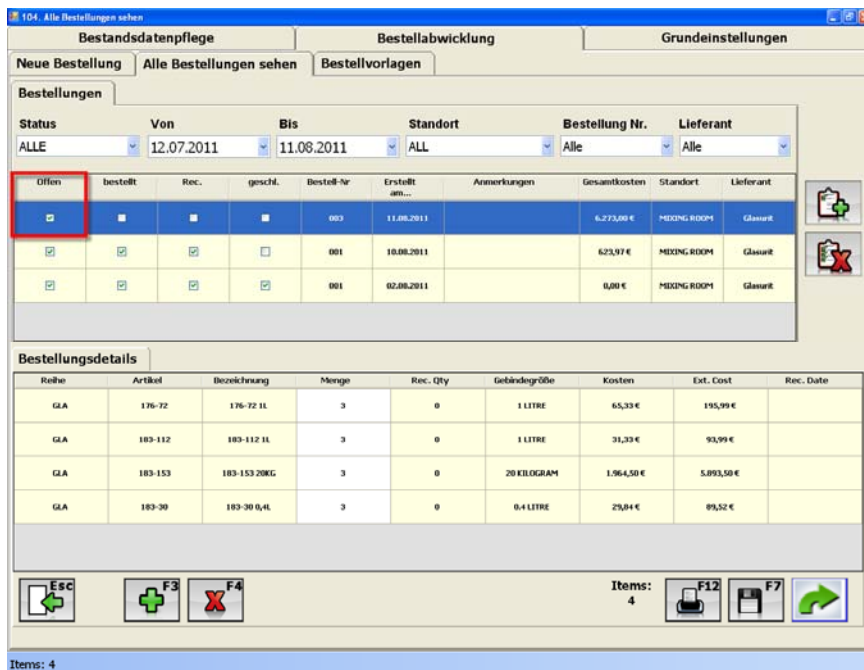 104. Alle Bestellungen sehen
Bestandsdatenpflege Bestellabwicklung Grundeinstellungen
Neue Bestellung Alle Bestellungen sehen Bestellvorlagen
Bestellungen
Status Von Bis Standort Bestellung Nr. Lieferant
ALLE 12.07.2011 11.08.2011 ALL Alle Alle
Offen bestellt Rec. geschl. Bestell-Nr Erstellt am... Anmerkungen Gesamtkosten Standort Lieferant
003 11.08.2011 6.273,00 € MIXING ROOM Glasurit
001 10.08.2011 623,97 € MIXING ROOM Glasurit
001 02.08.2011 0,00 € MIXING ROOM Glasurit
Bestellungsdetails
Reihe Artikel Bezeichnung Menge Rec. Qty Gebindegröße Kosten Ext. Cost Rec. Date
GLA 176-72 176-72 1L 3 0 1 LITRE 65,33 € 195,99 €
GLA 183-112 183-112 1L 3 0 1 LITRE 31,33 € 93,99 €
GLA 183-153 183-153 20KG 3 0 20 KILOGRAM 1.964,50 € 5.893,50 €
GLA 183-30 183-30 0,4L 3 0 0.4 LITRE 29,84 € 89,52 €
Esc F3 F4 Items: 4 F12 F7
Items: 4